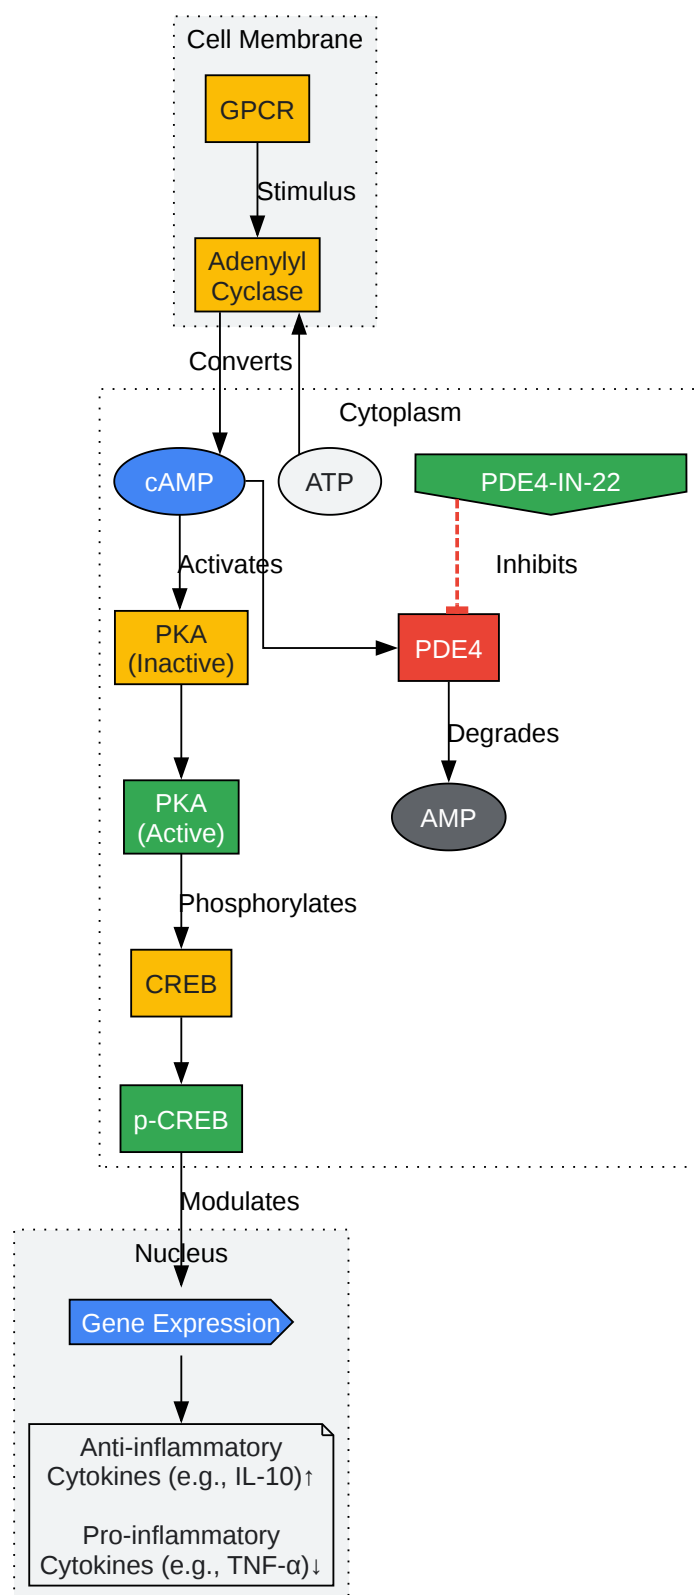 Cell Membrane
GPCR
Stimulus
Adenylyl
Cyclase
Converts
Cytoplasm
cAMP
ATP
PDE4-IN-22
Activates
Inhibits
PKA
(Inactive)
PDE4
Degrades
PKA
(Active)
AMP
Phosphorylates
CREB
p-CREB
Modulates
Nucleus
Gene Expression
Anti-inflammatory
Cytokines (e.g., IL-10)↑
Pro-inflammatory
Cytokines (e.g., TNF-α)↓